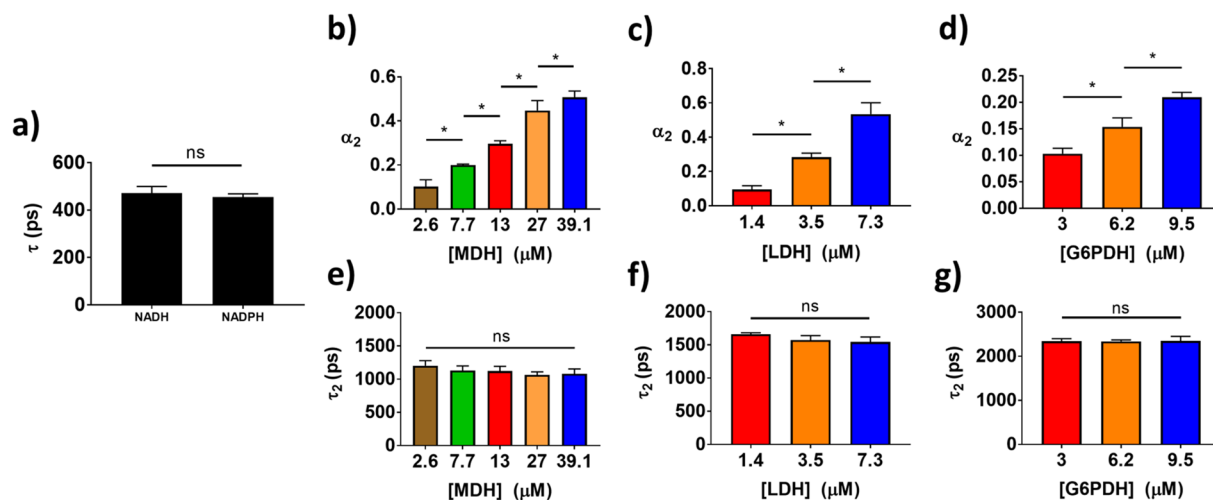 a)
600
400
200
0
τ (ps)
ns
NADH NADPH
b)
0.6
0.4
0.2
0.0
α2
* * * *
2.6 7.7 13 27 39.1
[MDH] (μM)
c)
0.8
0.6
0.4
0.2
0.0
α2
* *
1.4 3.5 7.3
[LDH] (μM)
d)
0.25
0.20
0.15
0.10
0.05
0.00
α2
* *
3 6.2 9.5
[G6PDH] (μM)
e)
2000
1500
1000
500
0
τ2 (ps)
ns
2.6 7.7 13 27 39.1
[MDH] (μM)
f)
2000
1500
1000
500
0
τ2 (ps)
ns
1.4 3.5 7.3
[LDH] (μM)
g)
3000
2000
1000
0
τ2 (ps)
ns
3 6.2 9.5
[G6PDH] (μM)